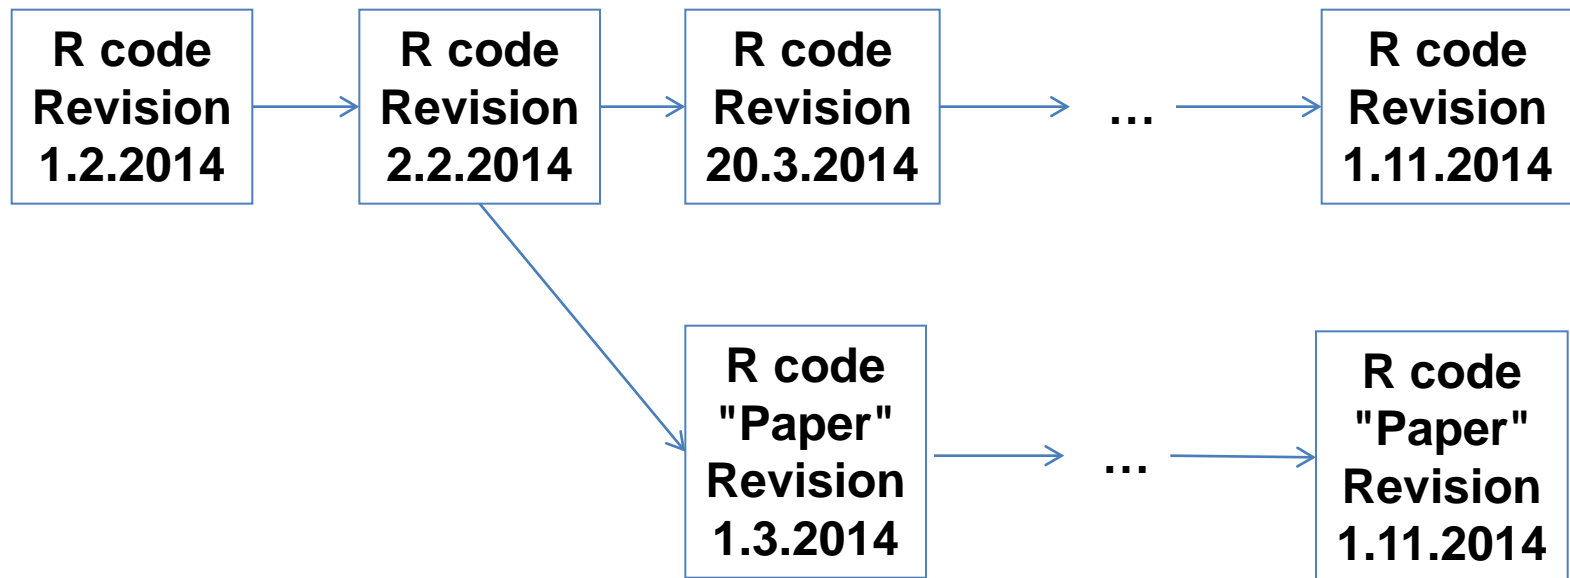 R code
Revision
1.2.2014
R code
Revision
2.2.2014
R code
Revision
20.3.2014
...
R code
Revision
1.11.2014
R code
"Paper"
Revision
1.3.2014
...
R code
"Paper"
Revision
1.11.2014